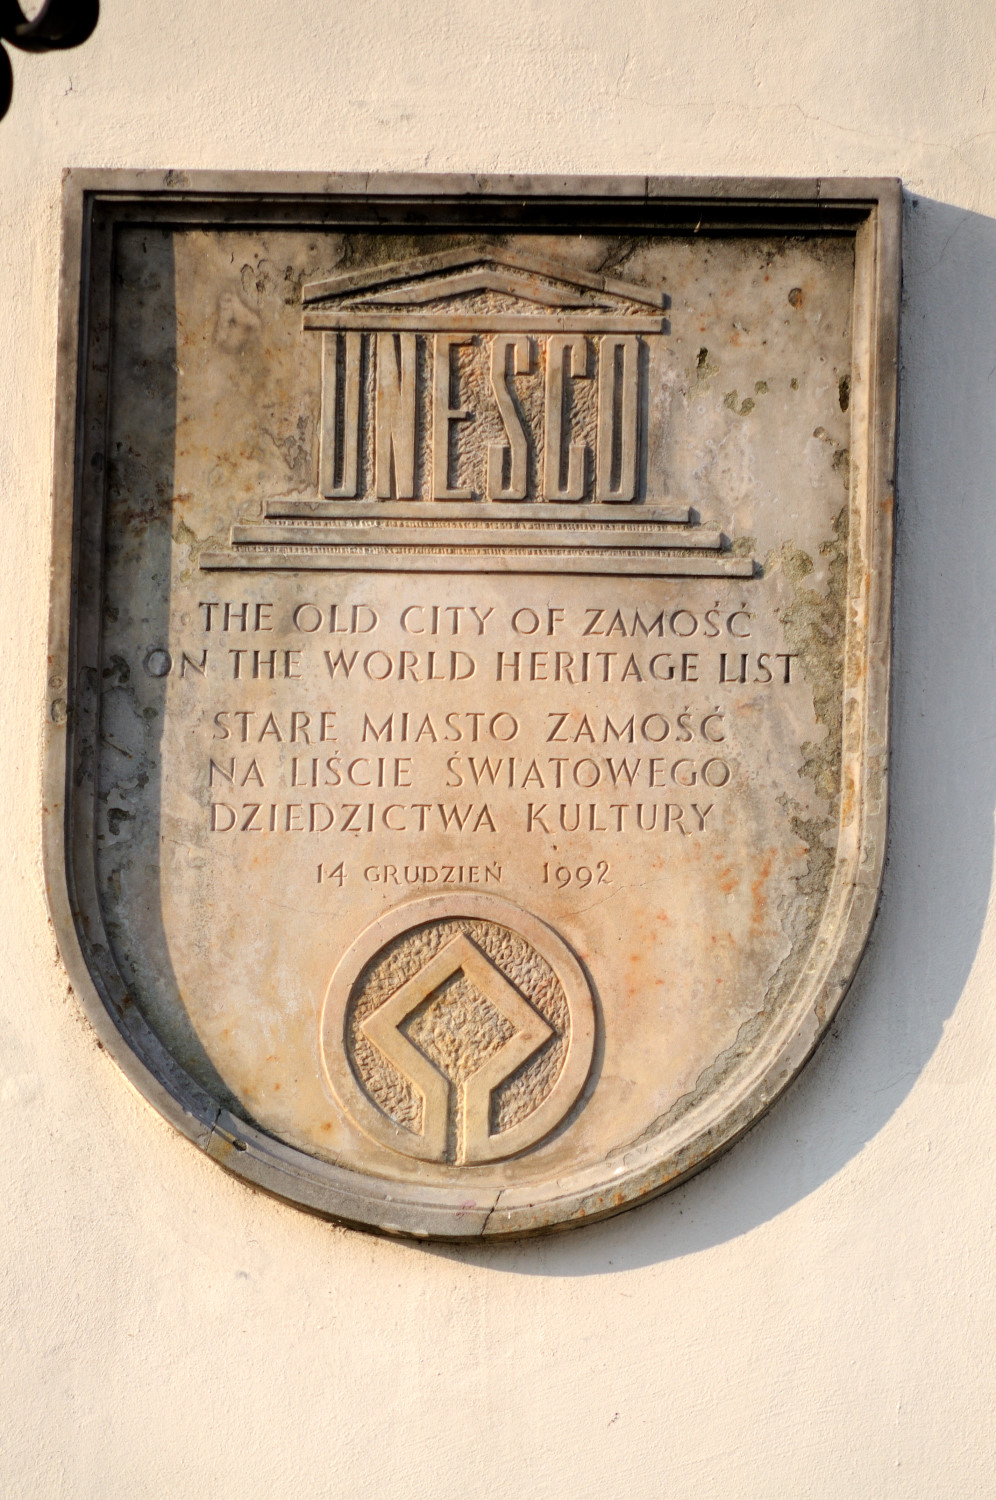 UNESCO
THE OLD CITY OF ZAMOŚĆ
ON THE WORLD HERITAGE LIST
STARE MIASTO ZAMOŚĆ
NA LIŚCIE ŚWIATOWEGO
DZIEDZICTWA KULTURY
14 GRUDZIEŃ 1992